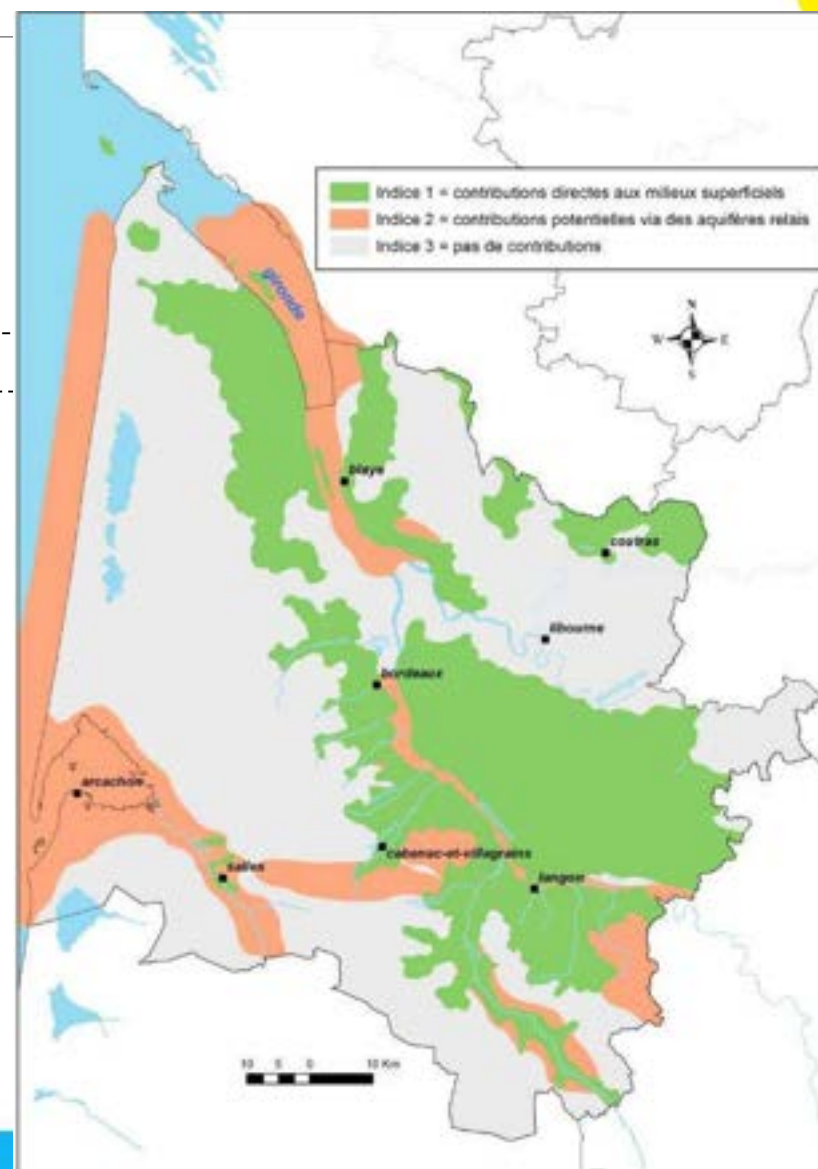 Indice 1 = contributions directes aux milieux superficiels
Indice 2 = contributions potentielles via des aquifères relais
Indice 3 = pas de contributions
gironde
N
W E
S
blaye
coutras
libourne
bordeaux
arcachon
cabanac-et-villagrains
salles
langon
10 5 0 10 Km